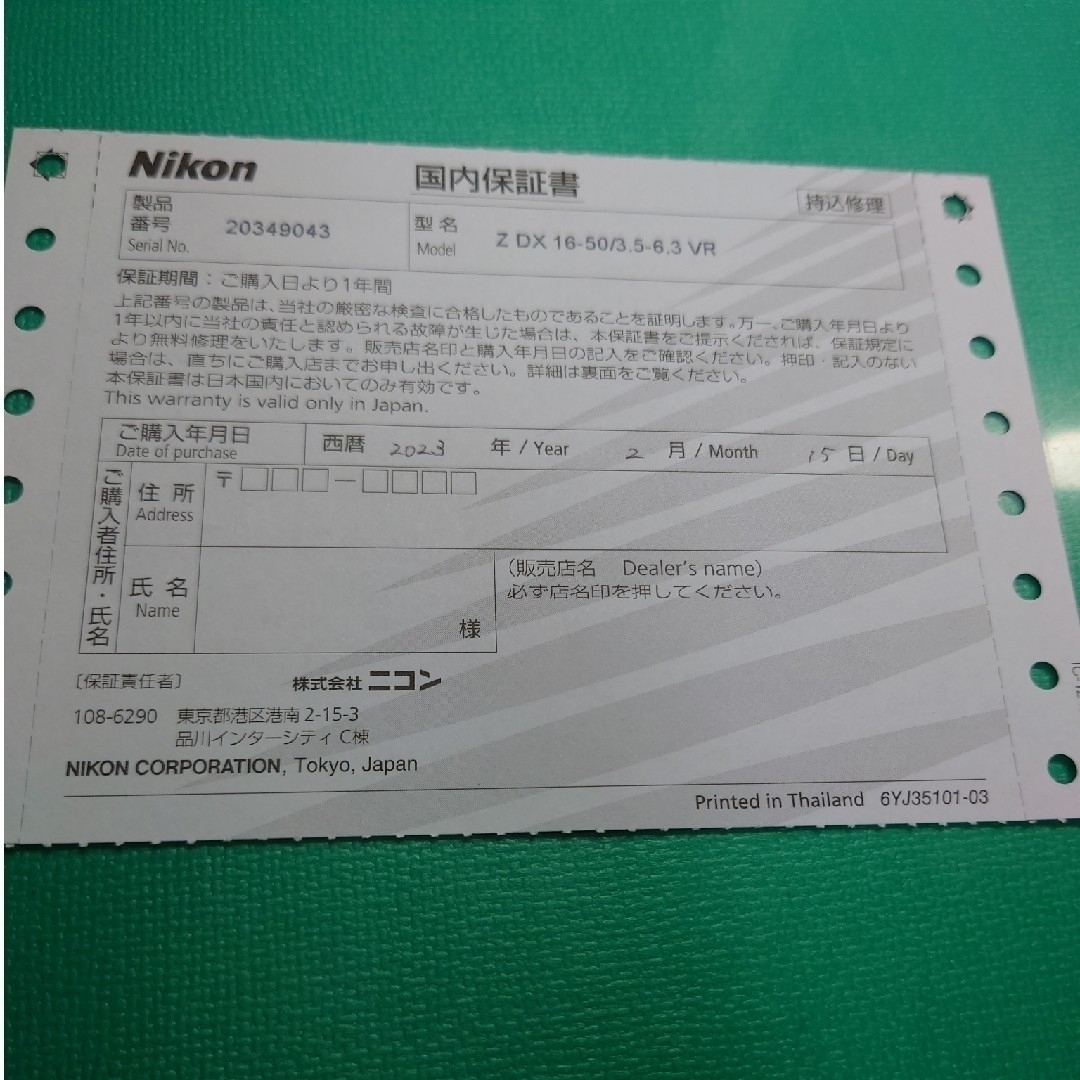 Nikon
国内保証書
持込修理
製品
番号
Serial No.
20349043
型名
Model
Z DX 16-50/3.5-6.3 VR
保証期間：ご購入日より1年間
上記番号の製品は、当社の厳密な検査に合格したものであることを証明します。万一、ご購入年月日より
1年以内に当社の責任と認められる故障が生じた場合は、本保証書をご提示くだされば、保証規定に
より無料修理をいたします。販売店名印と購入年月日の記入をご確認ください。押印・記入のない
場合は、直ちにご購入店までお申し出ください。詳細は裏面をご覧ください。
本保証書は日本国内においてのみ有効です。
This warranty is valid only in Japan.
ご購入年月日
Date of purchase
西暦 2023 年 / Year 2 月 / Month 15 日 / Day
ご購入者住所・氏名
住所
Address
〒□□□－□□□□
氏名
Name
様
（販売店名 Dealer's name）
必ず店名印を押してください。
〔保証責任者〕
株式会社ニコン
108-6290 東京都港区港南 2-15-3
品川インターシティ C棟
NIKON CORPORATION, Tokyo, Japan
Printed in Thailand 6YJ35101-03